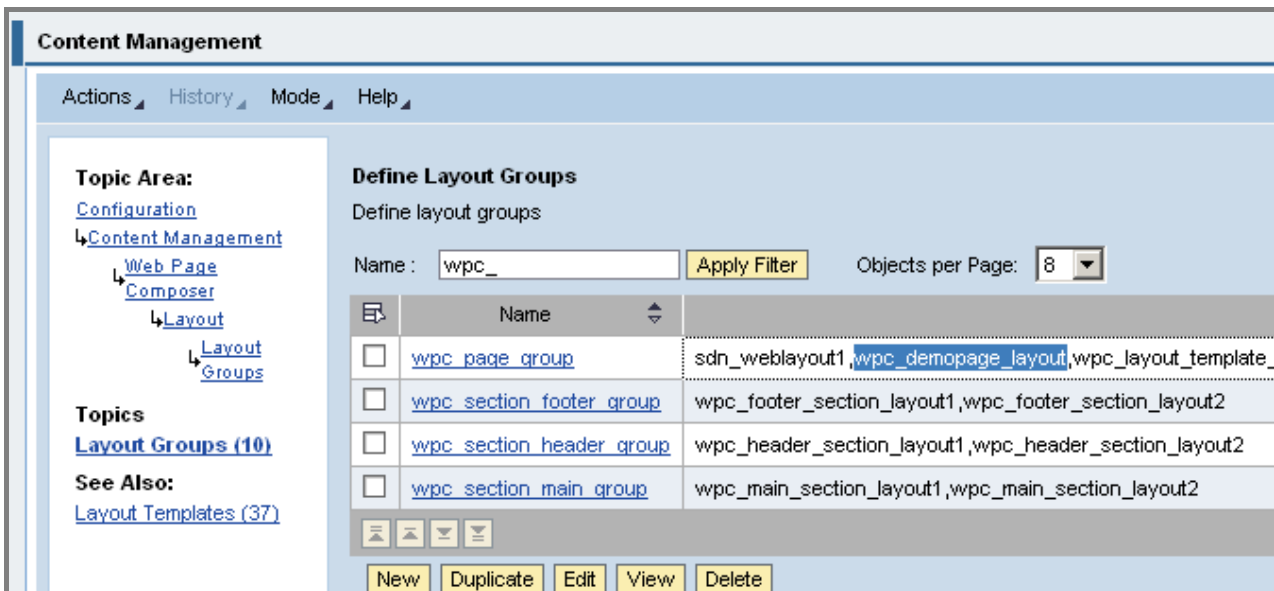 Content Management
Actions History Mode Help
Topic Area:
Configuration
Content Management
Web Page
Composer
Layout
Layout
Groups
Topics
Layout Groups (10)
See Also:
Layout Templates (37)
Define Layout Groups
Define layout groups
Name : wpc_ Apply Filter Objects per Page: 8
Name
wpc_page_group sdn_weblayout1,wpc_demopage_layout,wpc_layout_template_
wpc_section_footer_group wpc_footer_section_layout1,wpc_footer_section_layout2
wpc_section_header_group wpc_header_section_layout1,wpc_header_section_layout2
wpc_section_main_group wpc_main_section_layout1,wpc_main_section_layout2
New Duplicate Edit View Delete